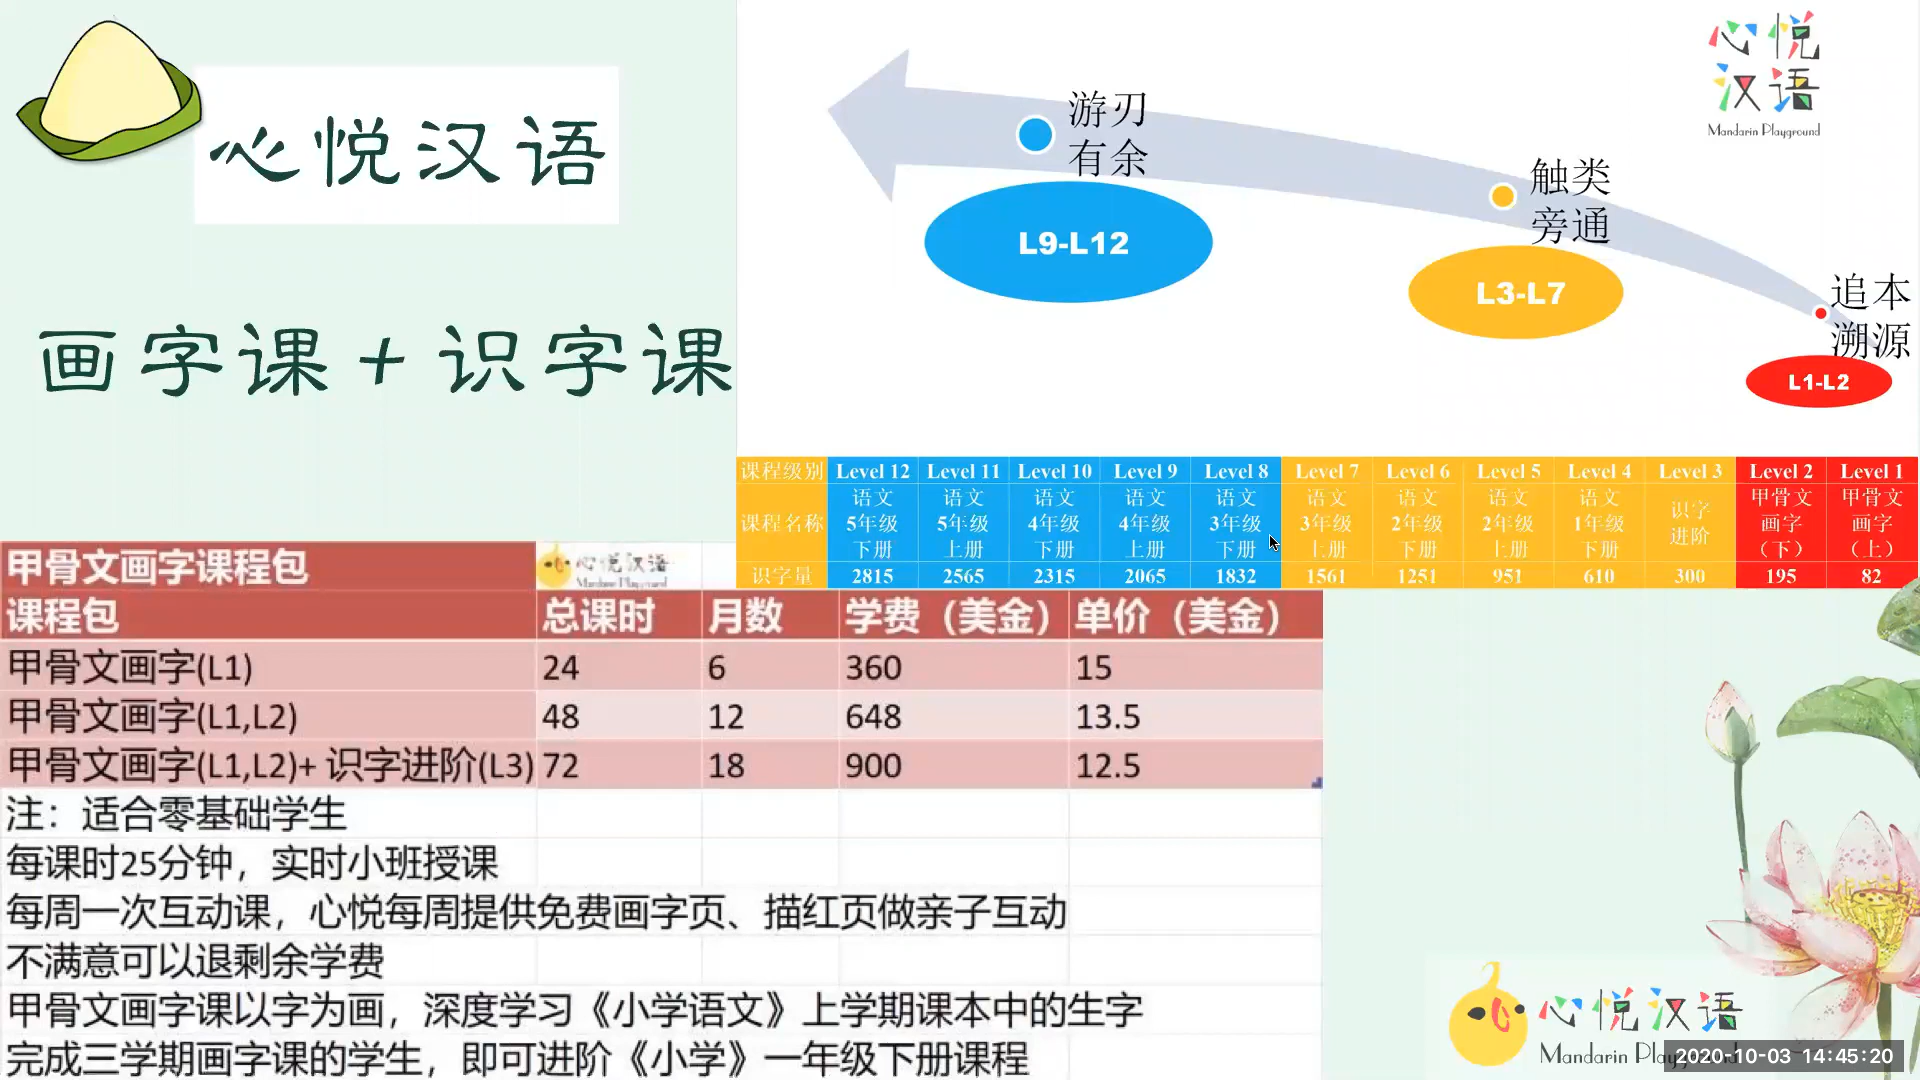 心悦汉语
画字课+识字课
心悦
汉语
Mandarin Playground
游刃
有余
L9-L12
触类
旁通
L3-L7
追本
溯源
L1-L2
课程级别 Level 12 Level 11 Level 10 Level 9 Level 8 Level 7 Level 6 Level 5 Level 4 Level 3 Level 2 Level 1
课程名称 语文5年级下册 语文5年级上册 语文4年级下册 语文4年级上册 语文3年级下册 语文3年级上册 语文2年级下册 语文2年级上册 语文1年级下册 识字进阶 甲骨文画字（下） 甲骨文画字（上）
识字量 2815 2565 2315 2065 1832 1561 1251 951 610 300 195 82
甲骨文画字课程包 心悦汉语
Mandarin Playground
课程包 总课时 月数 学费（美金） 单价（美金）
甲骨文画字(L1) 24 6 360 15
甲骨文画字(L1,L2) 48 12 648 13.5
甲骨文画字(L1,L2)+ 识字进阶(L3) 72 18 900 12.5
注：适合零基础学生
每课时25分钟，实时小班授课
每周一次互动课，心悦每周提供免费画字页、描红页做亲子互动
不满意可以退剩余学费
甲骨文画字课以字为画，深度学习《小学语文》上学期课本中的生字
完成三学期画字课的学生，即可进阶《小学》一年级下册课程
心悦汉语
Mandarin Playground
2020-10-03 14:45:20